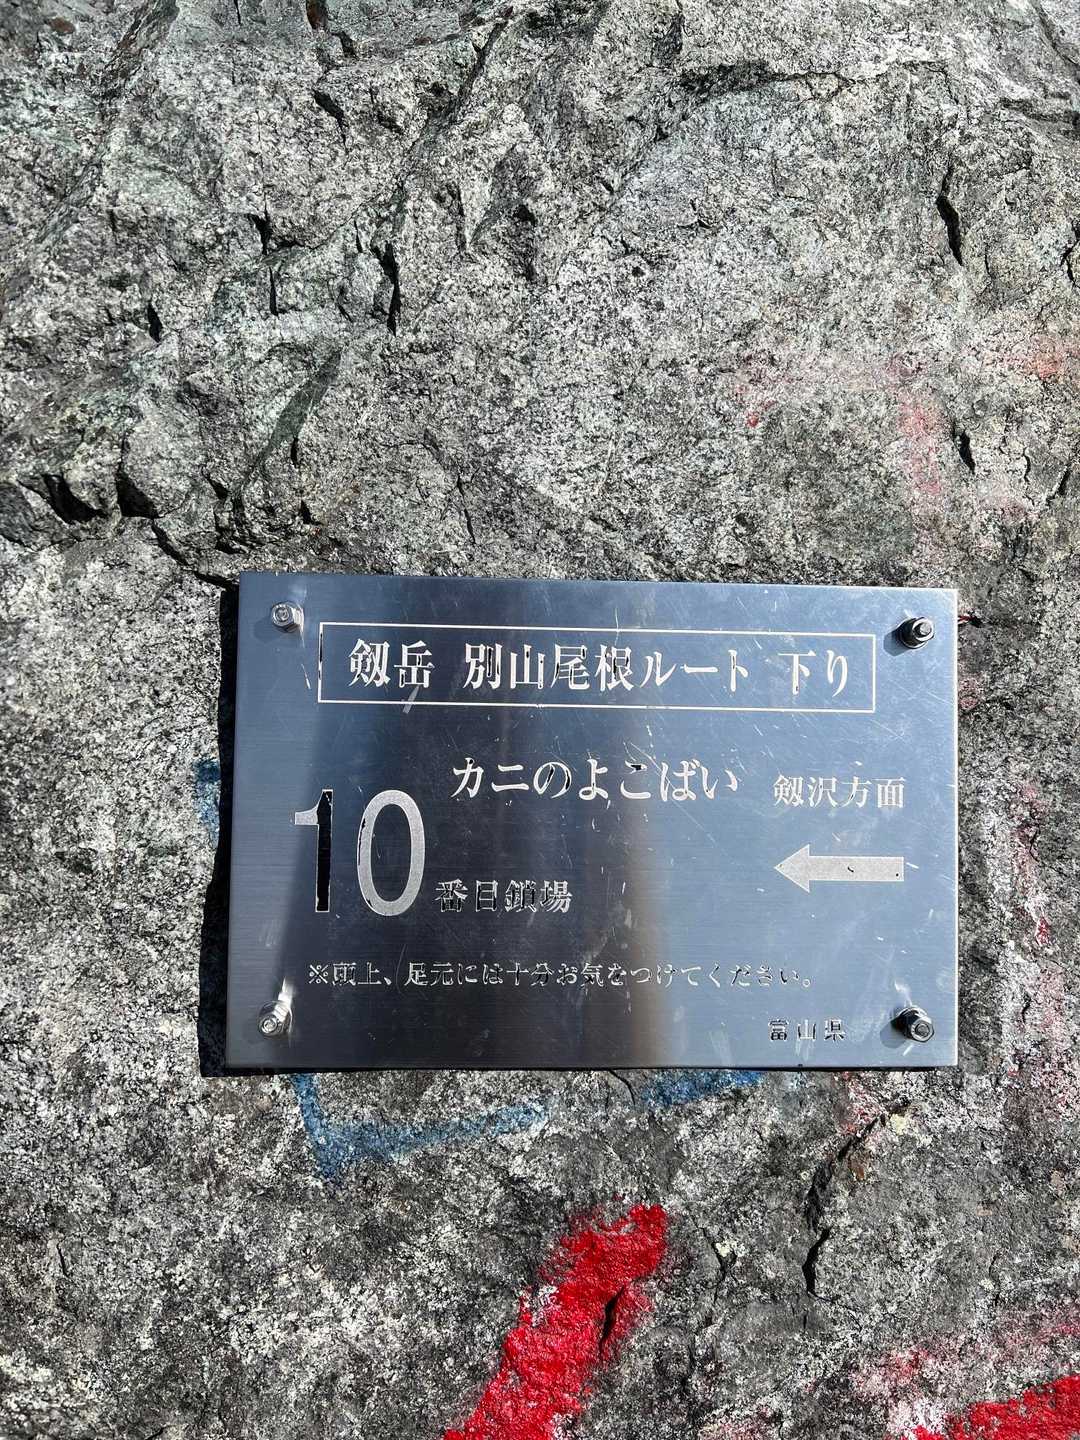 剱岳 別山尾根ルート 下り
カニのよこばい 剱沢方面
10番目鎖場
※頭上、足元には十分お気をつけてください。
富山県